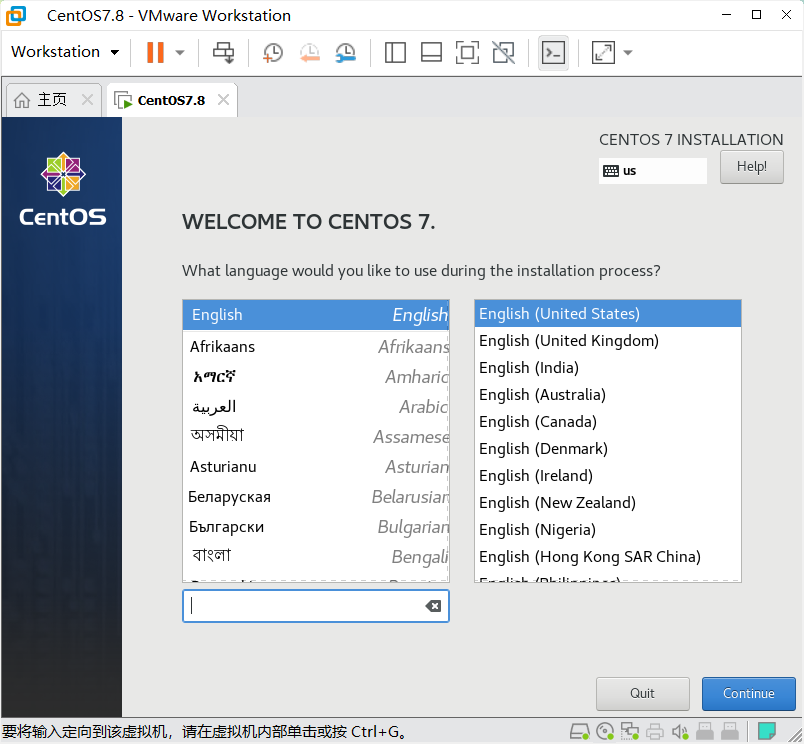 CentOS7.8 - VMware Workstation
Workstation
主页
CentOS7.8
CentOS
CENTOS 7 INSTALLATION
us
Help!
WELCOME TO CENTOS 7.
What language would you like to use during the installation process?
English English
Afrikaans Afrikaans
አማርኛ Amharic
العربية Arabic
অসমীয়া Assamese
Asturianu Asturian
Беларуская Belarusian
Български Bulgarian
বাংলা Bengali
English (United States)
English (United Kingdom)
English (India)
English (Australia)
English (Canada)
English (Denmark)
English (Ireland)
English (New Zealand)
English (Nigeria)
English (Hong Kong SAR China)
English (Philippines)
Quit
Continue
要将输入定向到该虚拟机，请在虚拟机内部单击或按 Ctrl+G。